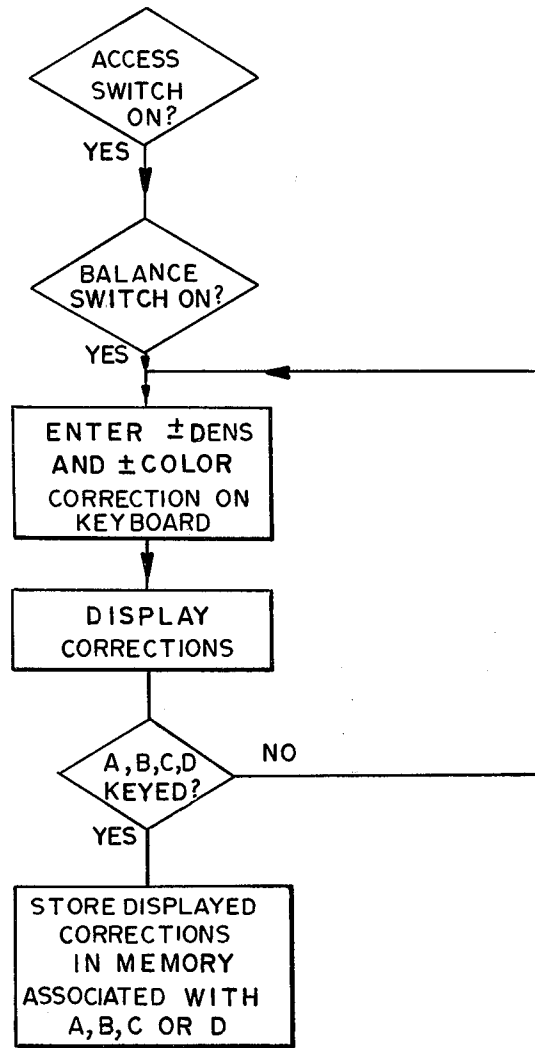 ACCESS
SWITCH
ON?
YES
BALANCE
SWITCH ON?
YES
ENTER ±DENS
AND ±COLOR
CORRECTION ON
KEYBOARD
DISPLAY
CORRECTIONS
A,B,C,D
KEYED?
NO
YES
STORE DISPLAYED
CORRECTIONS
IN MEMORY
ASSOCIATED WITH
A,B,C OR D